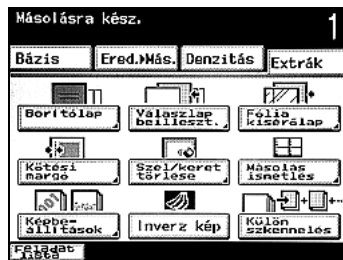 Másolásra kész.
1
Bázis Ered.>Más. Denzitás Extrák
Borítólap
Válaszlap
beilleszt.
Fólia
kísérőlap
Kötési
margó
Szél/keret
törlése
Másolás
ismétlés
Képbe-
állítások
Inverz kép
Külön
szkennelés
Feladat
lista